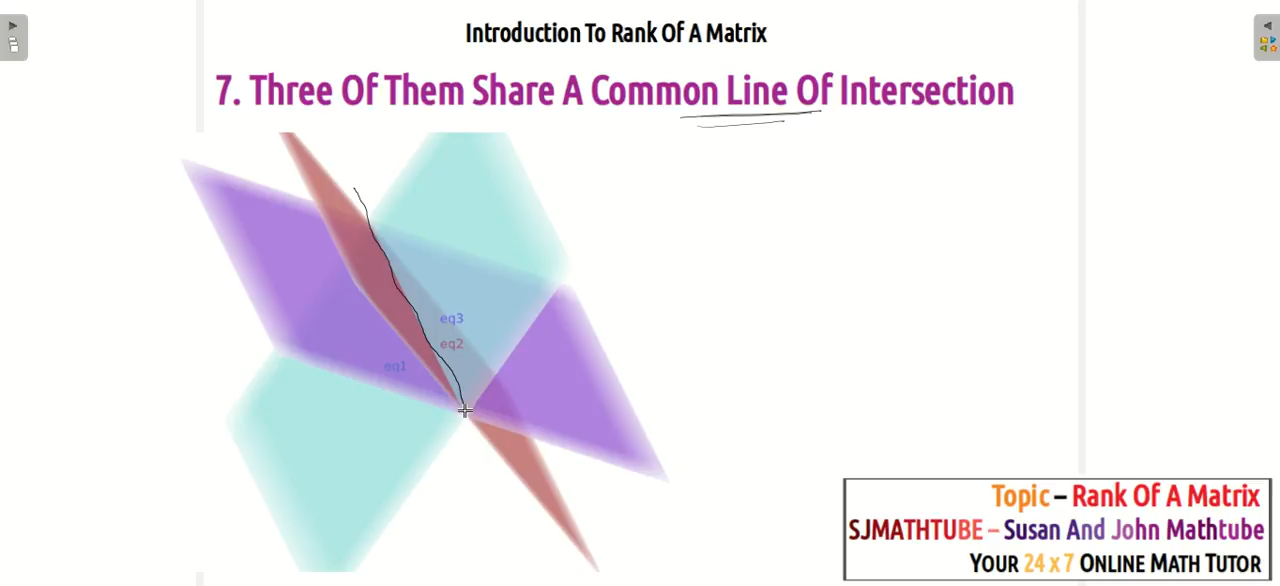 Introduction To Rank Of A Matrix
7. Three Of Them Share A Common Line Of Intersection
eq3
eq2
eq1
Topic – Rank Of A Matrix
SJMATHTUBE – Susan And John Mathtube
YOUR 24 x 7 ONLINE MATH TUTOR